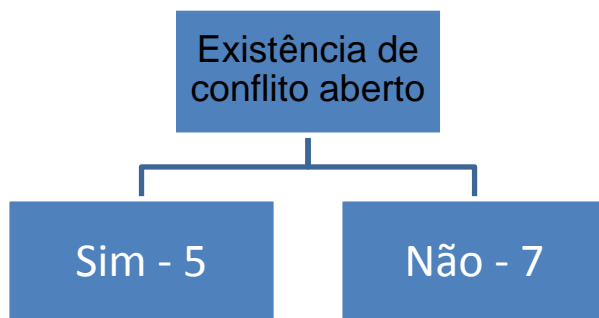 Existência de
conflito aberto
Sim - 5
Não - 7